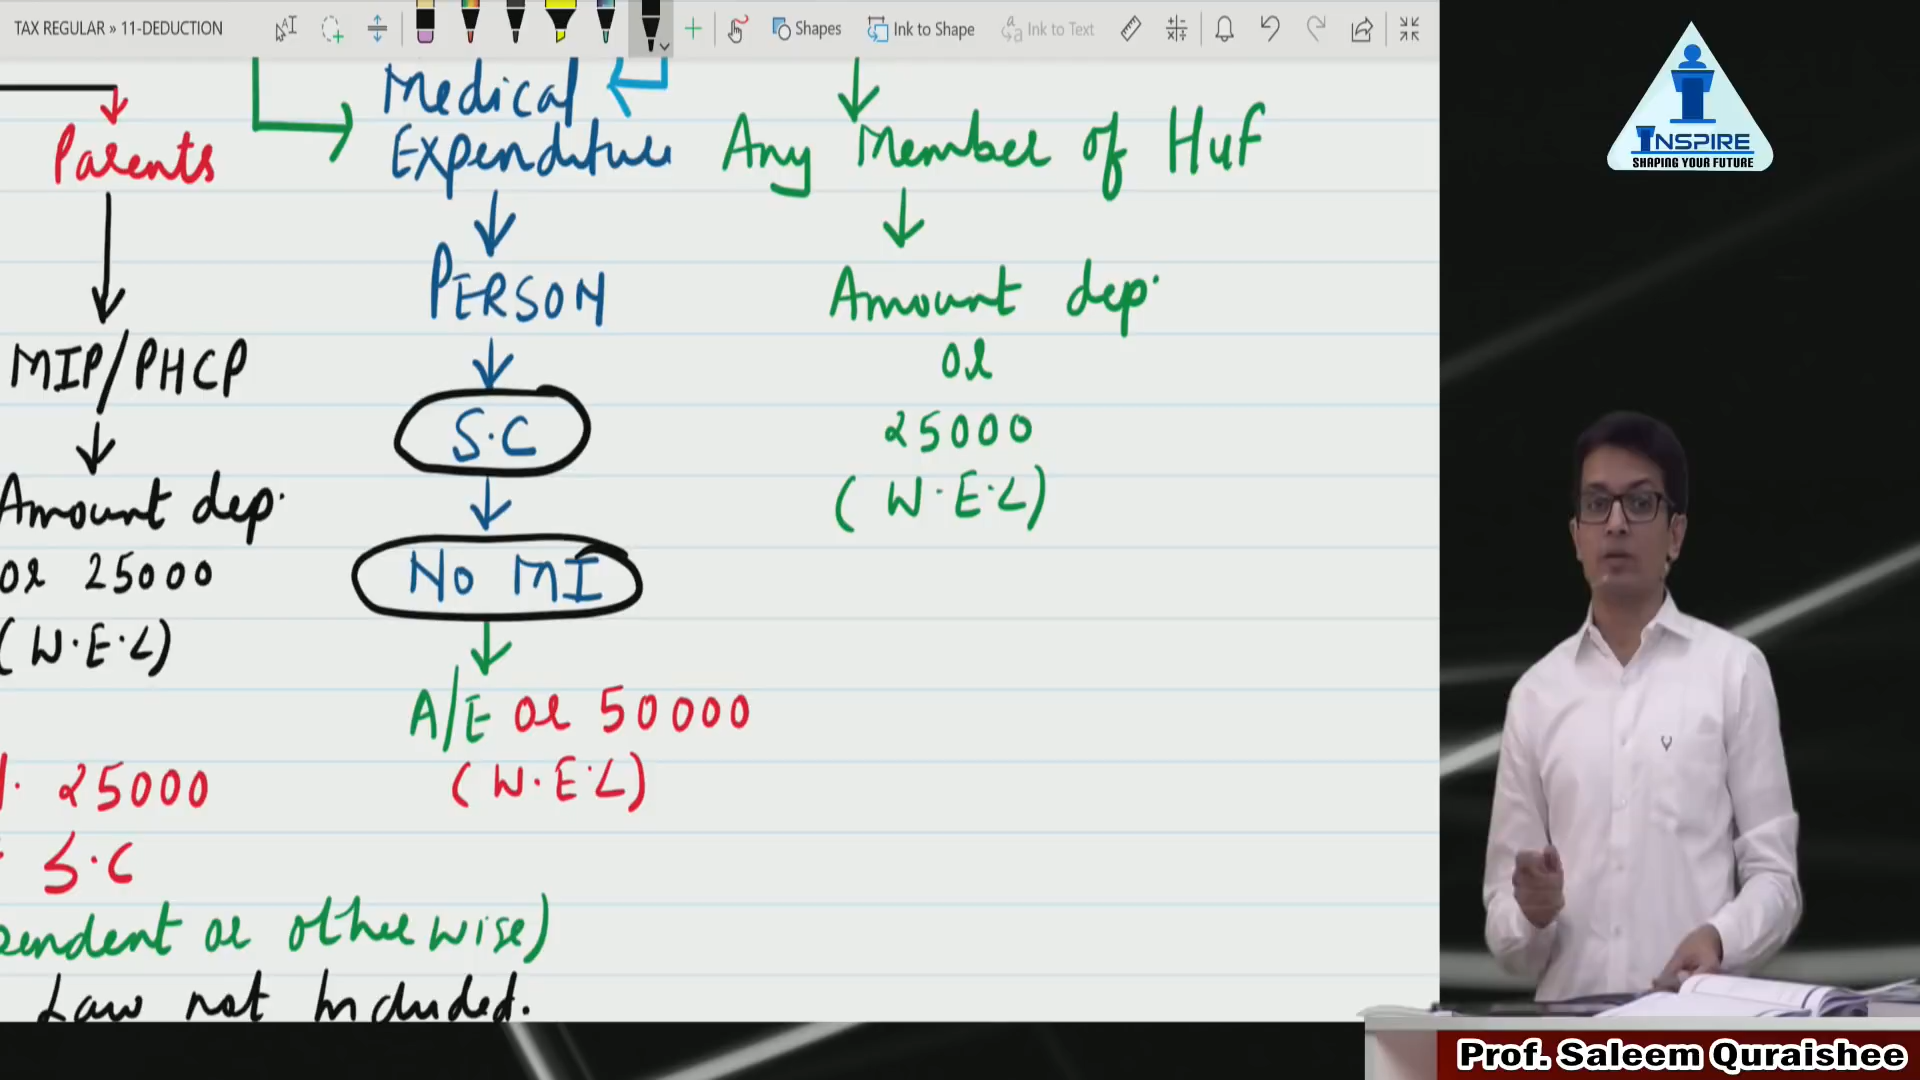 TAX REGULAR » 11-DEDUCTION
Shapes
Ink to Shape
Ink to Text
Parents
MIP/PHCP
Amount dep.
or 25000
(W.E.L)
25000
S.C
Medical
Expenditure
PERSON
S.C
No MI
A/E or 50000
(W.E.L)
pendent or otherwise)
Law not Included.
Any Member of HUF
Amount dep.
or
25000
(W.E.L)
INSPIRE
SHAPING YOUR FUTURE
Prof. Saleem Quraishee